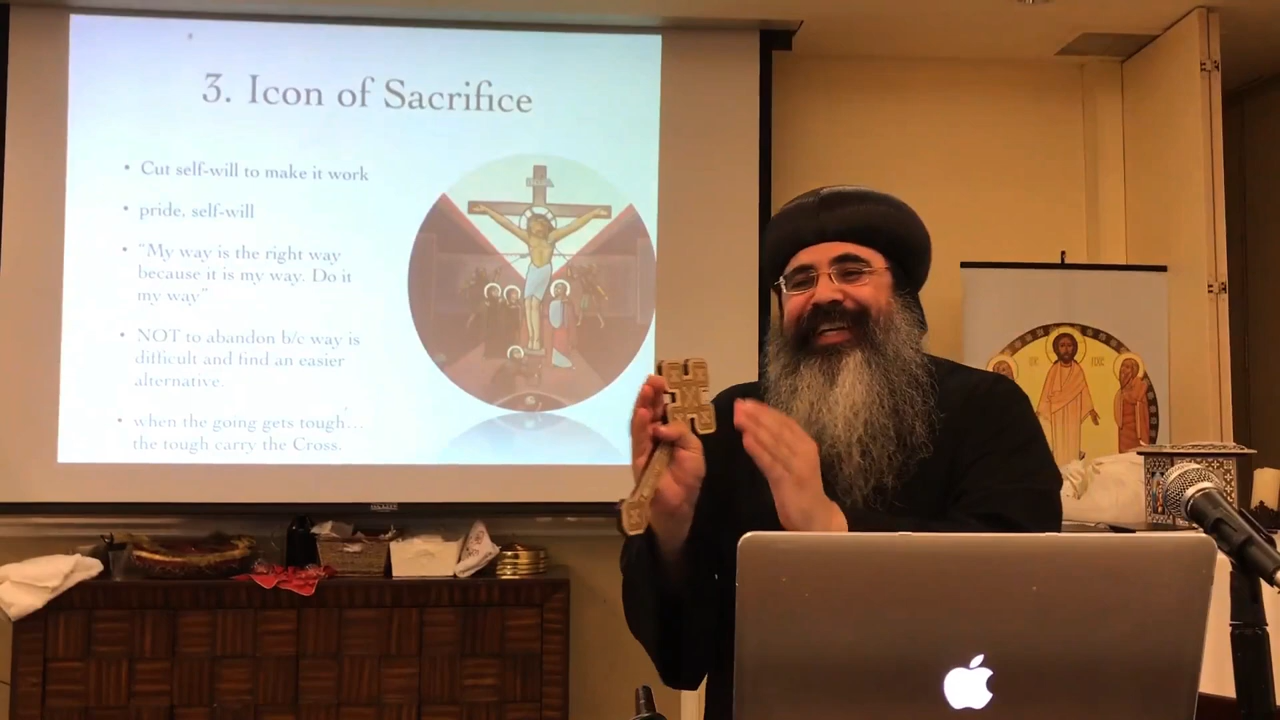 3. Icon of Sacrifice
• Cut self-will to make it work
• pride, self-will
• "My way is the right way
because it is my way. Do it
my way"
• NOT to abandon b/c way is
difficult and find an easier
alternative.
• when the going gets tough…
the tough carry the Cross.